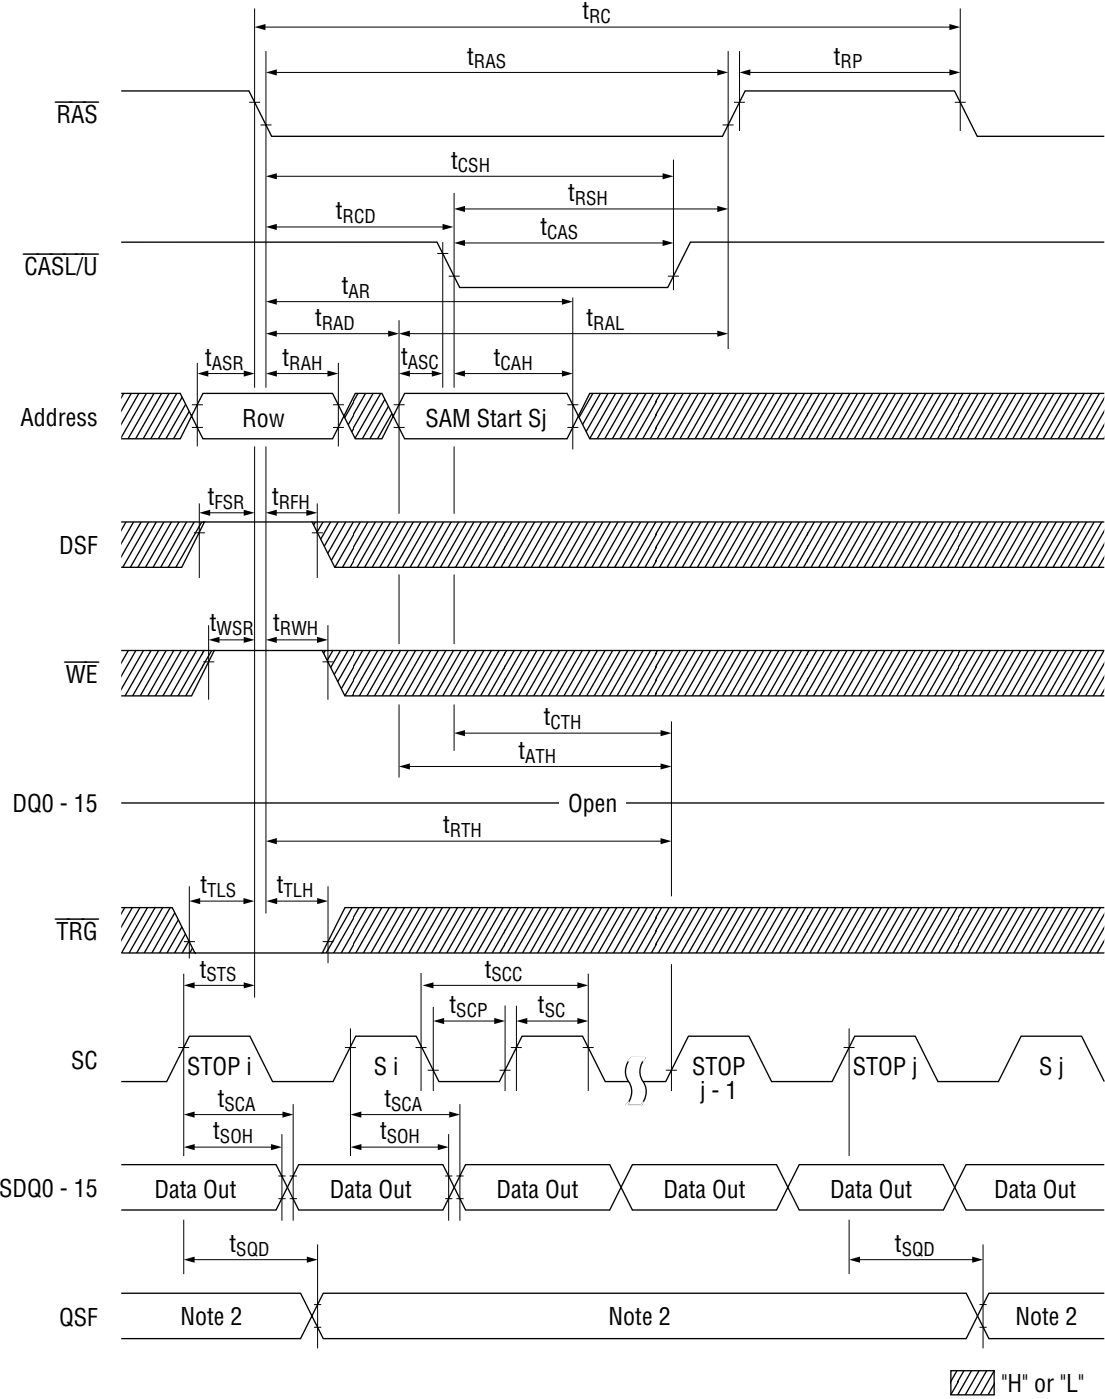 tRC
tRAS
tRP
RAS
tCSH
tRSH
tRCD
tCAS
CASL/U
tAR
tRAD
tRAL
tASR
tRAH
tASC
tCAH
Address
Row
SAM Start Sj
tFSR
tRFH
DSF
tWSR
tRWH
WE
tCTH
tATH
DQ0 - 15
Open
tRTH
tTLS
tTLH
TRG
tSTS
tSCC
tSCP
tSC
SC
STOP i
S i
STOP
j - 1
STOP j
S j
tSCA
tSCA
tSOH
tSOH
SDQ0 - 15
Data Out
Data Out
Data Out
Data Out
Data Out
Data Out
tSQD
tSQD
QSF
Note 2
Note 2
Note 2
"H" or "L"